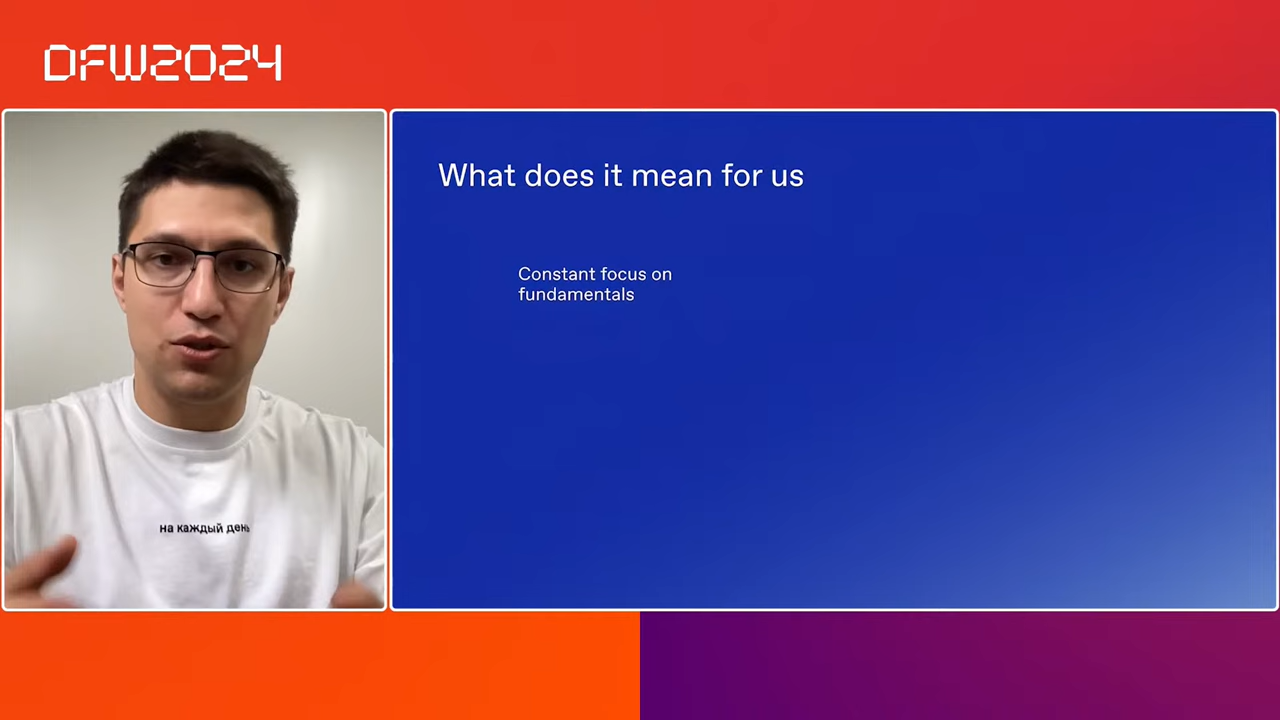 DFW2024
What does it mean for us
Constant focus on
fundamentals
на каждый день